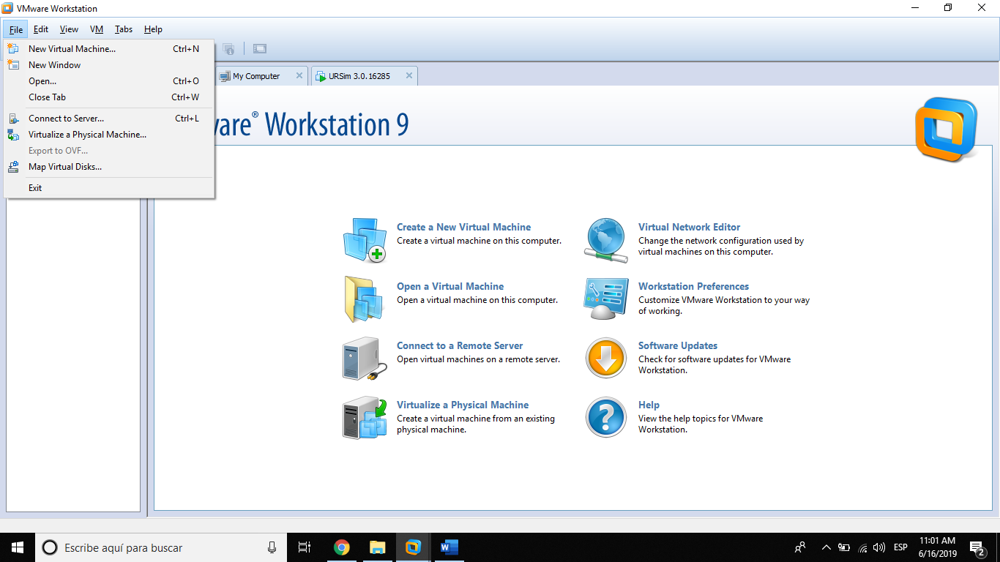 VMware Workstation
File Edit View VM Tabs Help
New Virtual Machine... Ctrl+N
New Window
Open... Ctrl+O
Close Tab Ctrl+W
Connect to Server... Ctrl+L
Virtualize a Physical Machine...
Export to OVF...
Map Virtual Disks...
Exit
My Computer
URSim 3.0.16285
ware® Workstation 9
Create a New Virtual Machine
Create a virtual machine on this computer.
Open a Virtual Machine
Open a virtual machine on this computer.
Connect to a Remote Server
Open virtual machines on a remote server.
Virtualize a Physical Machine
Create a virtual machine from an existing
physical machine.
Virtual Network Editor
Change the network configuration used by
virtual machines on this computer.
Workstation Preferences
Customize VMware Workstation to your way
of working.
Software Updates
Check for software updates for VMware
Workstation.
Help
View the help topics for VMware
Workstation.
Escribe aquí para buscar
ESP
11:01 AM
6/16/2019
2